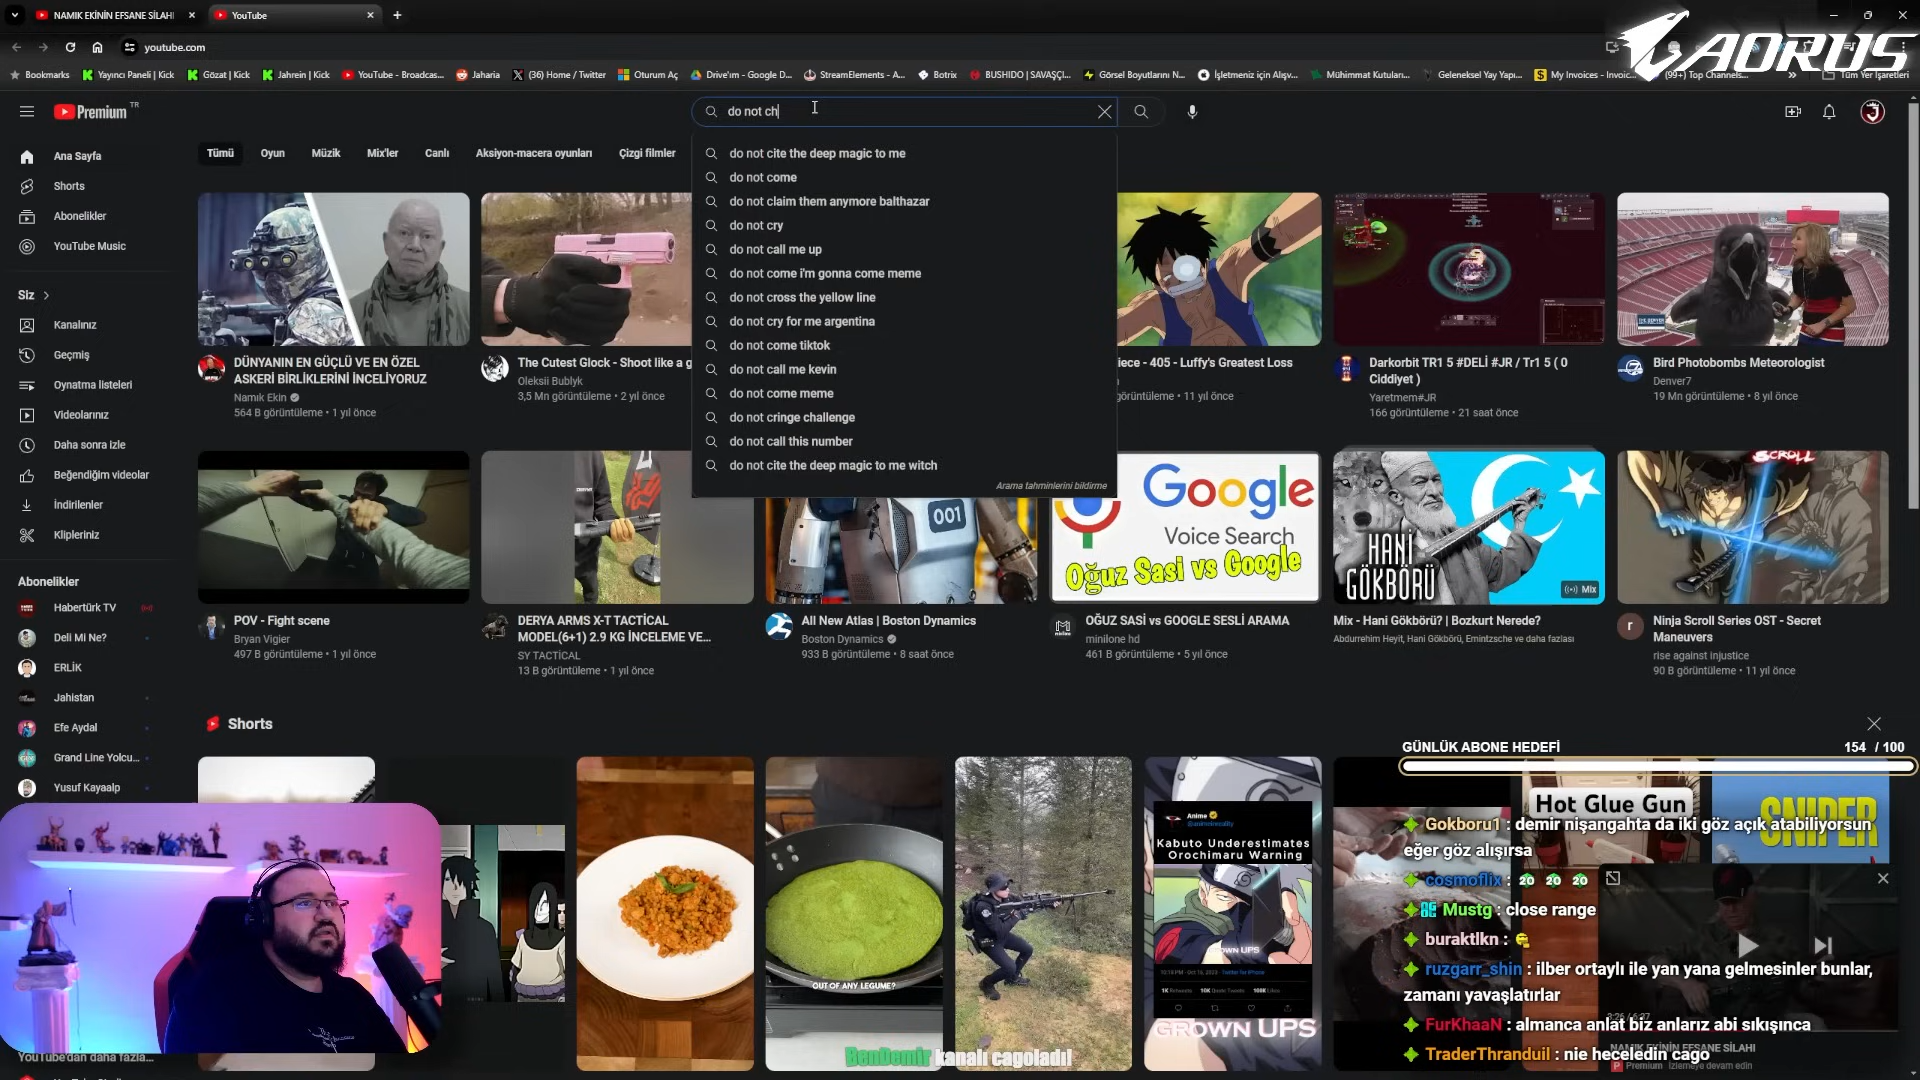 NAMIK EKİNİN EFSANE SİLAHI
YouTube
AORUS
youtube.com
Bookmarks
Yayıncı Paneli | Kick
Gözat | Kick
Jahrein | Kick
YouTube - Broadcas...
Jaharia
(36) Home / Twitter
Oturum Aç
Drive'ım - Google D...
StreamElements - A...
Botrix
BUSHIDO | SAVAŞÇI...
Görsel Boyutlarını N...
İşletmeniz için Alışv...
Mühimmat Kutuları...
Geleneksel Yay Yapı...
My Invoices - Invoic...
(99+) Top Channels...
Tüm Yer İşaretleri
Premium TR
do not ch
do not cite the deep magic to me
do not come
do not claim them anymore balthazar
do not cry
do not call me up
do not come i'm gonna come meme
do not cross the yellow line
do not cry for me argentina
do not come tiktok
do not call me kevin
do not come meme
do not cringe challenge
do not call this number
do not cite the deep magic to me witch
Arama tahminlerini bildirme
Ana Sayfa
Shorts
Abonelikler
YouTube Music
Siz
Kanalınız
Geçmiş
Oynatma listeleri
Videolarınız
Daha sonra izle
Beğendiğim videolar
İndirilenler
Klipleriniz
Abonelikler
Habertürk TV
Deli Mi Ne?
ERLİK
Jahistan
Efe Aydal
Grand Line Yolcu...
Yusuf Kayaalp
YouTube'dan daha fazla...
Tümü
Oyun
Müzik
Mix'ler
Canlı
Aksiyon-macera oyunları
Çizgi filmler
DÜNYANIN EN GÜÇLÜ VE EN ÖZEL
ASKERİ BİRLİKLERİNİ İNCELİYORUZ
Namık Ekin
564 B görüntüleme • 1 yıl önce
The Cutest Glock - Shoot like a g
Oleksii Bublyk
3,5 Mn görüntüleme • 2 yıl önce
iece - 405 - Luffy's Greatest Loss
görüntüleme • 11 yıl önce
Darkorbit TR1 5 #DELİ #JR / Tr1 5 ( 0
Ciddiyet )
Yaretmem#JR
166 görüntüleme • 21 saat önce
Bird Photobombs Meteorologist
Denver7
19 Mn görüntüleme • 8 yıl önce
POV - Fight scene
Bryan Vigier
497 B görüntüleme • 1 yıl önce
DERYA ARMS X-T TACTİCAL
MODEL(6+1) 2.9 KG İNCELEME VE...
SY TACTİCAL
13 B görüntüleme • 1 yıl önce
001
All New Atlas | Boston Dynamics
Boston Dynamics
933 B görüntüleme • 8 saat önce
Google
Voice Search
Oğuz Sasi vs Google
OĞUZ SASİ vs GOOGLE SESLİ ARAMA
minilone hd
461 B görüntüleme • 5 yıl önce
HANİ
GÖKBÖRÜ
Mix
Mix - Hani Gökbörü? | Bozkurt Nerede?
Abdurrehim Heyit, Hani Gökbörü, Emintzsche ve daha fazlası
SCROLL
Ninja Scroll Series OST - Secret
Maneuvers
rise against injustice
90 B görüntüleme • 11 yıl önce
Shorts
OUT OF ANY LEGUME?
Anime
Kabuto Underestimates
Orochimaru Warning
GROWN UPS
GROWN UPS
GÜNLÜK ABONE HEDEFİ
154 / 100
Hot Glue Gun
SNIPER
Gokboru1 : demir nişangahta da iki göz açık atabiliyorsun
eğer göz alışırsa
cosmoflix : 20 20 20
Mustg : close range
buraktlkn :
ruzgarr_shin : ilber ortaylı ile yan yana gelmesinler bunlar,
zamanı yavaşlatırlar
FurKhaaN : almanca anlat biz anlarız abi sıkışınca
TraderThranduil : nie heceledin cago
3:26 / 6:27
NAMIK EKİNİN EFSANE SİLAHI
Premium İzlemeye devam edin
BenDemir kanalı cagoladı!